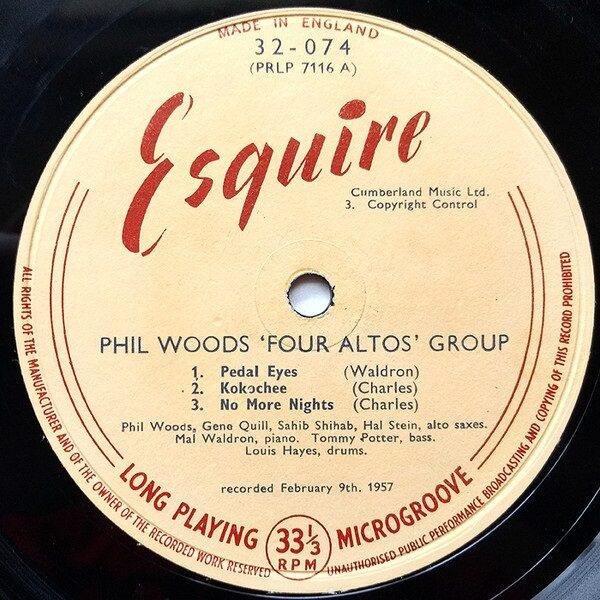 MADE IN ENGLAND
32-074
(PRLP 7116 A)
Esquire
Cumberland Music Ltd.
3. Copyright Control
PHIL WOODS 'FOUR ALTOS' GROUP
1. Pedal Eyes (Waldron)
2. Kokochee (Charles)
3. No More Nights (Charles)
Phil Woods, Gene Quill, Sahib Shihab, Hal Stein, alto saxes.
Mal Waldron, piano. Tommy Potter, bass.
Louis Hayes, drums.
recorded February 9th. 1957
LONG PLAYING 33⅓ RPM MICROGROOVE
ALL RIGHTS OF THE MANUFACTURER AND OF THE OWNER OF THE RECORDED WORK RESERVED
UNAUTHORISED PUBLIC PERFORMANCE BROADCASTING AND COPYING OF THIS RECORD PROHIBITED